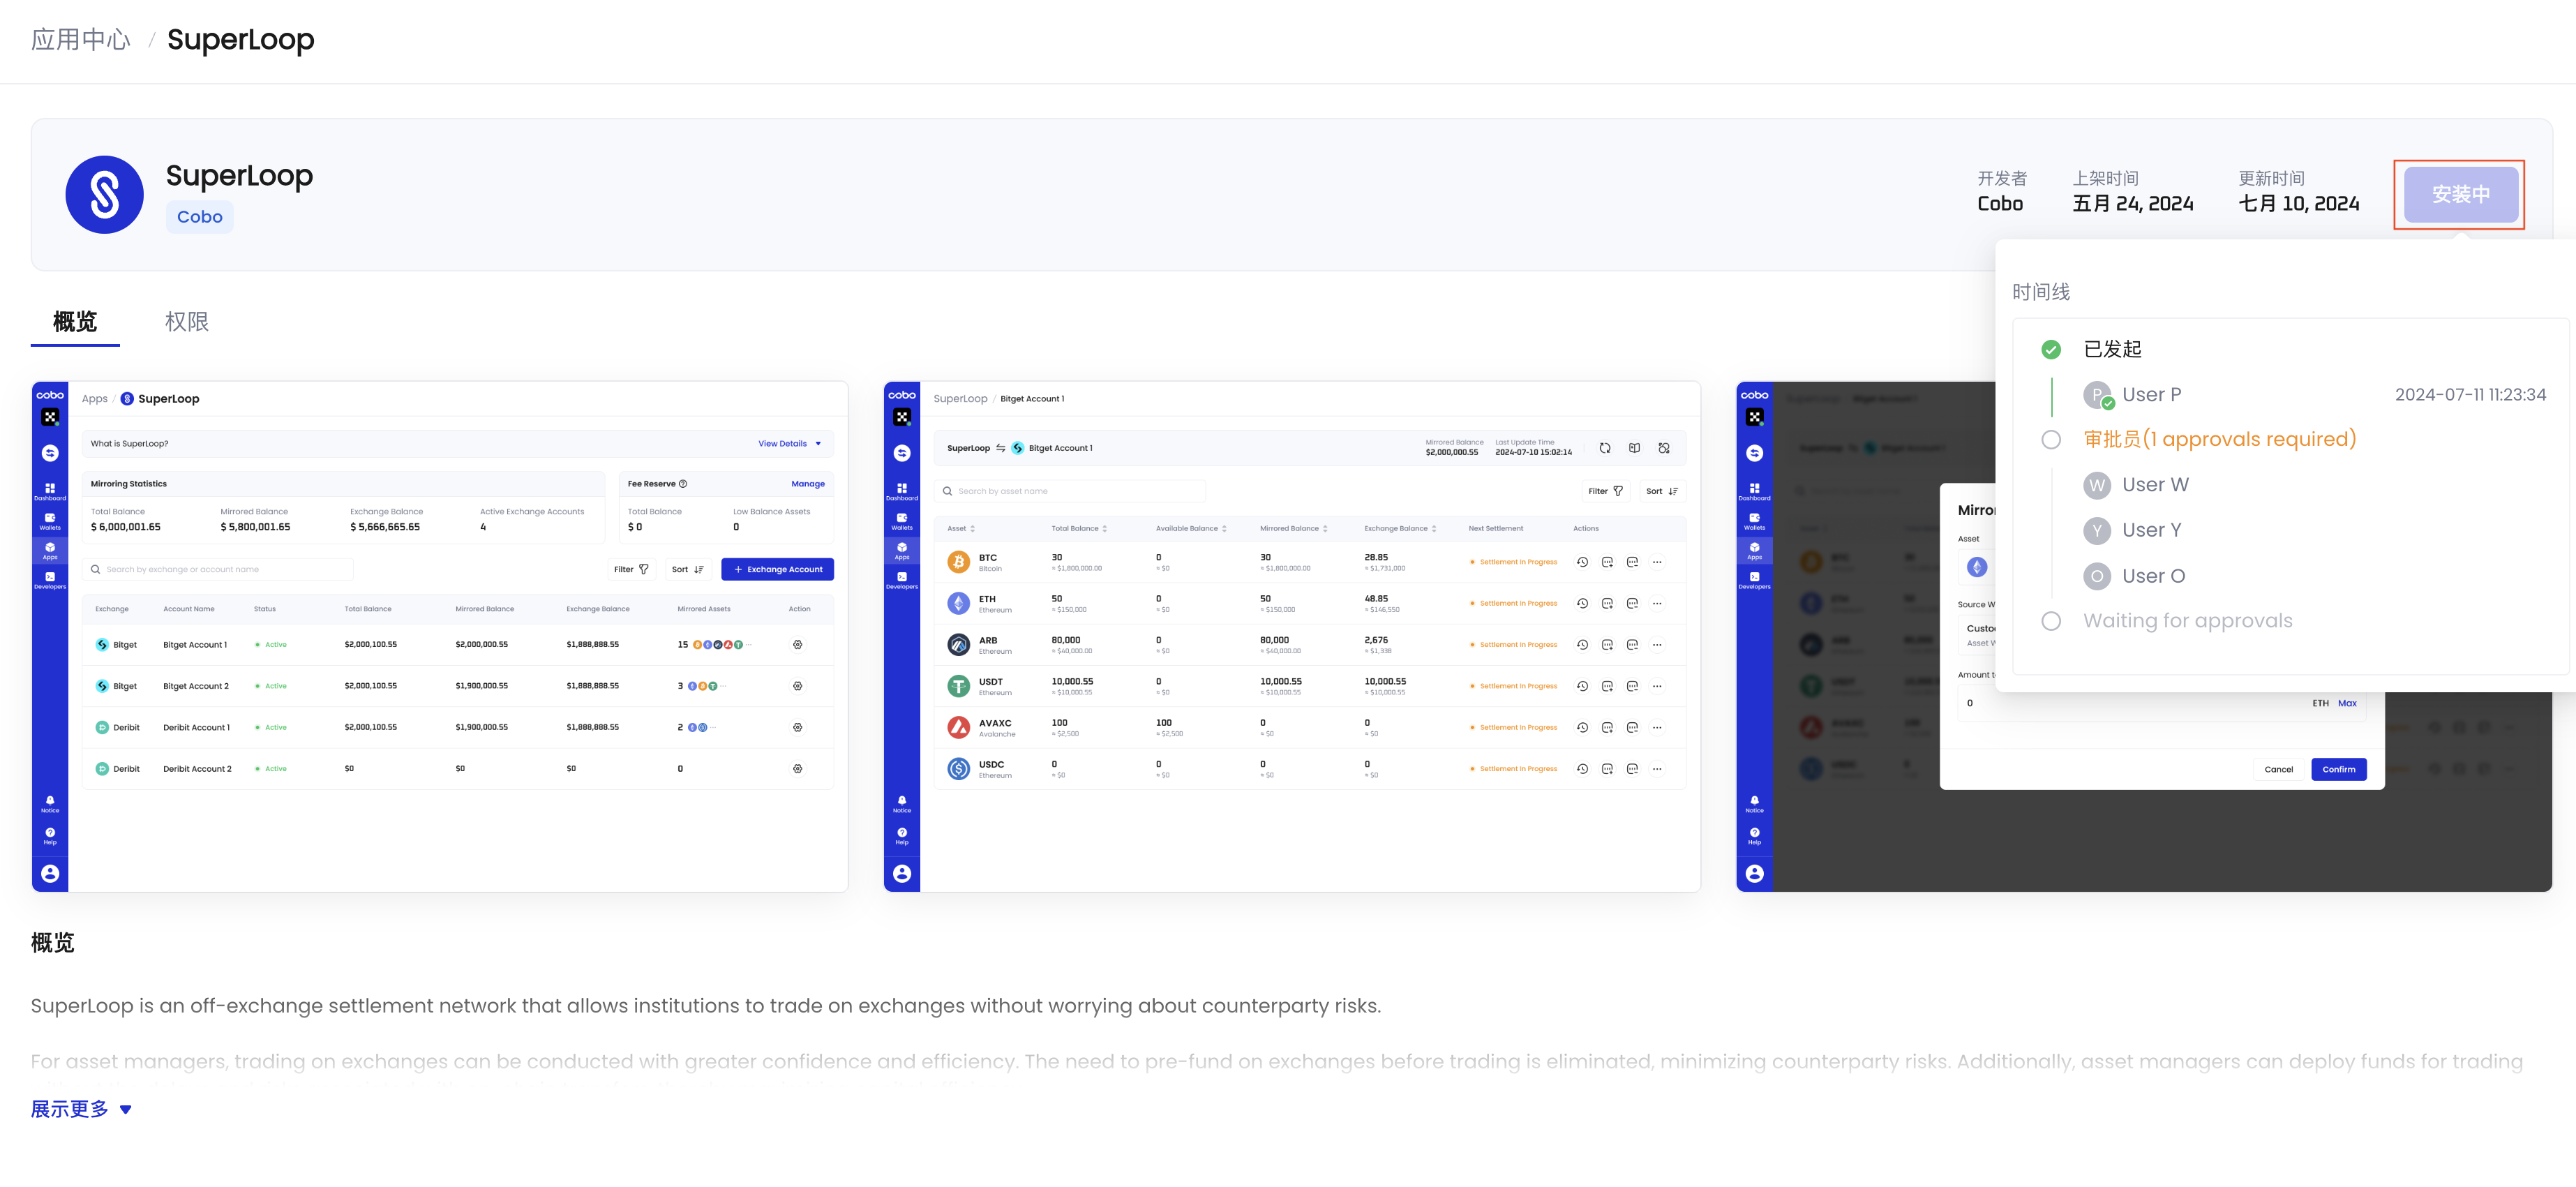 应用中心 / SuperLoop
SuperLoop
Cobo
开发者
Cobo
上架时间
五月 24, 2024
更新时间
七月 10, 2024
安装中
时间线
已发起
P User P 2024-07-11 11:23:34
审批员(1 approvals required)
W User W
Y User Y
O User O
Waiting for approvals
概览 权限
cobo
Dashboard
Wallets
Apps
Developers
Notice
Help
Apps / SuperLoop
What is SuperLoop? View Details
Mirroring Statistics
Total Balance Mirrored Balance Exchange Balance Active Exchange Accounts
$ 6,000,001.65 $ 5,800,001.65 $ 5,666,665.65 4
Fee Reserve Manage
Total Balance Low Balance Assets
$ 0 0
Search by exchange or account name Filter Sort + Exchange Account
Exchange Account Name Status Total Balance Mirrored Balance Exchange Balance Mirrored Assets Action
Bitget Bitget Account 1 Active $2,000,100.55 $2,000,000.55 $1,888,888.55 15 ...
Bitget Bitget Account 2 Active $2,000,100.55 $1,900,000.55 $1,888,888.55 3 ...
Deribit Deribit Account 1 Active $2,000,100.55 $1,900,000.55 $1,888,888.55 2 ...
Deribit Deribit Account 2 Active $0 $0 $0 0
cobo
Dashboard
Wallets
Apps
Developers
Notice
Help
SuperLoop / Bitget Account 1
SuperLoop Bitget Account 1
Mirrored Balance Last Update Time
$2,000,000.55 2024-07-10 15:02:14
Search by asset name Filter Sort
Asset Total Balance Available Balance Mirrored Balance Exchange Balance Next Settlement Actions
BTC 30 0 30 28.85 Settlement In Progress
Bitcoin ≈ $1,800,000.00 ≈ $0 ≈ $1,800,000.00 ≈ $1,731,000
ETH 50 0 50 48.85 Settlement In Progress
Ethereum ≈ $150,000 ≈ $0 ≈ $150,000 ≈ $146,550
ARB 80,000 0 80,000 2,676 Settlement In Progress
Ethereum ≈ $40,000.00 ≈ $0 ≈ $40,000.00 ≈ $1,338
USDT 10,000.55 0 10,000.55 10,000.55 Settlement In Progress
Ethereum ≈ $10,000.55 ≈ $0 ≈ $10,000.55 ≈ $10,000.55
AVAXC 100 100 0 0 Settlement In Progress
Avalanche ≈ $2,500 ≈ $2,500 ≈ $0 ≈ $0
USDC 0 0 0 0 Settlement In Progress
Ethereum ≈ $0 ≈ $0 ≈ $0 ≈ $0
cobo
Dashboard
Wallets
Apps
Developers
Notice
Help
Asset
0 ETH Max
Cancel Confirm
概览
SuperLoop is an off-exchange settlement network that allows institutions to trade on exchanges without worrying about counterparty risks.
For asset managers, trading on exchanges can be conducted with greater confidence and efficiency. The need to pre-fund on exchanges before trading is eliminated, minimizing counterparty risks. Additionally, asset managers can deploy funds for trading
展示更多